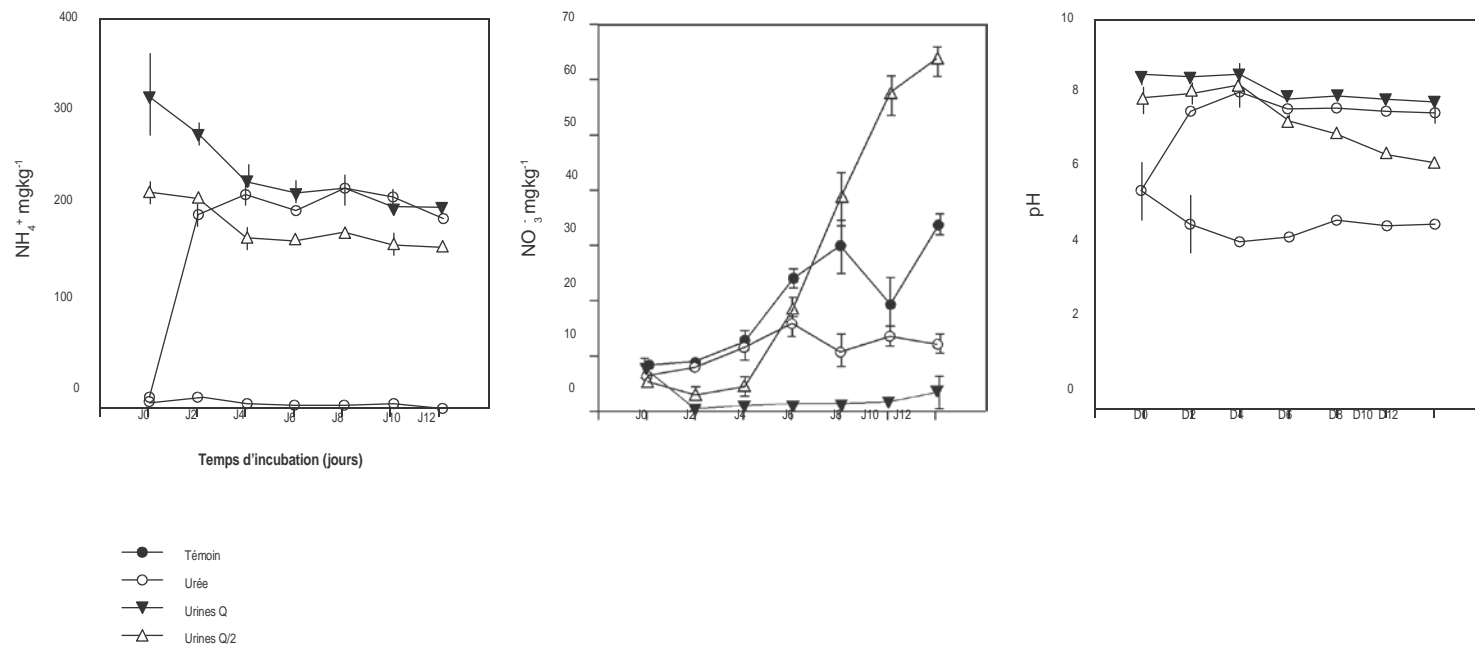 400
300
200
100
0
NH₄⁺ mgkg⁻¹
J0 J2 J4 J6 J8 J10 J12
Temps d'incubation (jours)
70
60
50
40
30
20
10
0
NO₃⁻ mgkg⁻¹
J0 J2 J4 J6 J8 J10 J12
10
8
6
4
2
0
pH
D0 D2 D4 D6 D8 D10 D12
Témoin
Urée
Urines Q
Urines Q/2